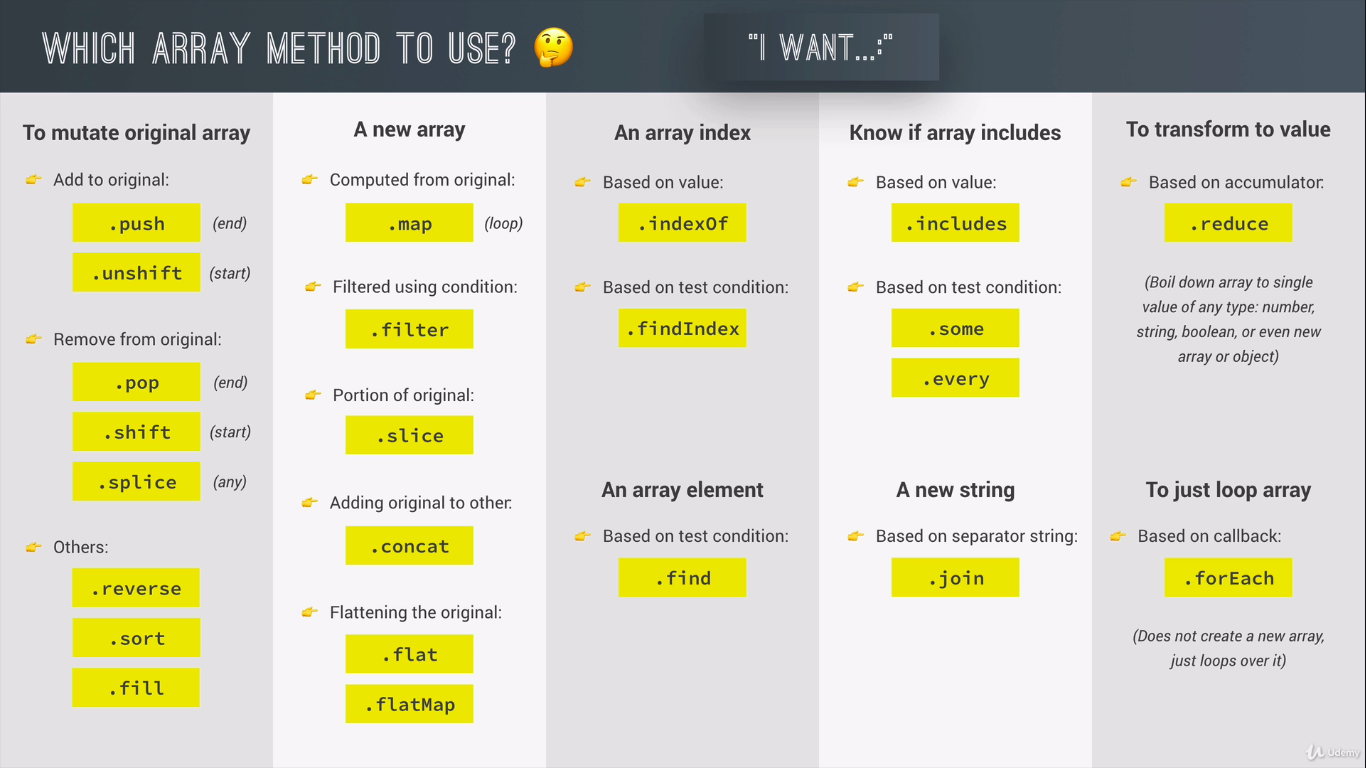 WHICH ARRAY METHOD TO USE? 🤔
"I WANT...:"
To mutate original array
👉 Add to original:
.push (end)
.unshift (start)
👉 Remove from original:
.pop (end)
.shift (start)
.splice (any)
👉 Others:
.reverse
.sort
.fill
A new array
👉 Computed from original:
.map (loop)
👉 Filtered using condition:
.filter
👉 Portion of original:
.slice
👉 Adding original to other:
.concat
👉 Flattening the original:
.flat
.flatMap
An array index
👉 Based on value:
.indexOf
👉 Based on test condition:
.findIndex
An array element
👉 Based on test condition:
.find
Know if array includes
👉 Based on value:
.includes
👉 Based on test condition:
.some
.every
A new string
👉 Based on separator string:
.join
To transform to value
👉 Based on accumulator:
.reduce
(Boil down array to single
value of any type: number,
string, boolean, or even new
array or object)
To just loop array
👉 Based on callback:
.forEach
(Does not create a new array,
just loops over it)
Udemy